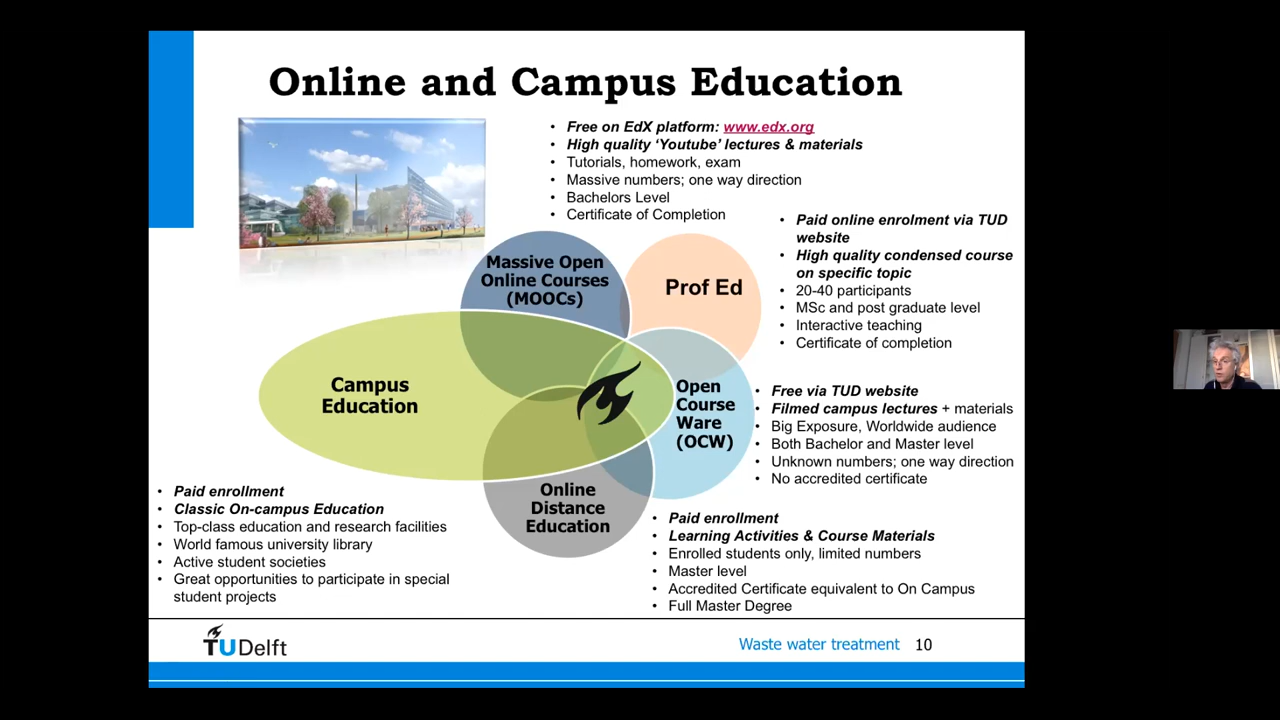 Online and Campus Education
• Free on EdX platform: www.edx.org
• High quality ‘Youtube’ lectures & materials
• Tutorials, homework, exam
• Massive numbers; one way direction
• Bachelors Level
• Certificate of Completion
• Paid online enrolment via TUD
website
• High quality condensed course
on specific topic
• 20-40 participants
• MSc and post graduate level
• Interactive teaching
• Certificate of completion
Massive Open
Online Courses
(MOOCs)
Prof Ed
Campus
Education
Open
Course
Ware
(OCW)
• Free via TUD website
• Filmed campus lectures + materials
• Big Exposure, Worldwide audience
• Both Bachelor and Master level
• Unknown numbers; one way direction
• No accredited certificate
Online
Distance
Education
• Paid enrollment
• Classic On-campus Education
• Top-class education and research facilities
• World famous university library
• Active student societies
• Great opportunities to participate in special
student projects
• Paid enrollment
• Learning Activities & Course Materials
• Enrolled students only, limited numbers
• Master level
• Accredited Certificate equivalent to On Campus
• Full Master Degree
TUDelft
Waste water treatment 10